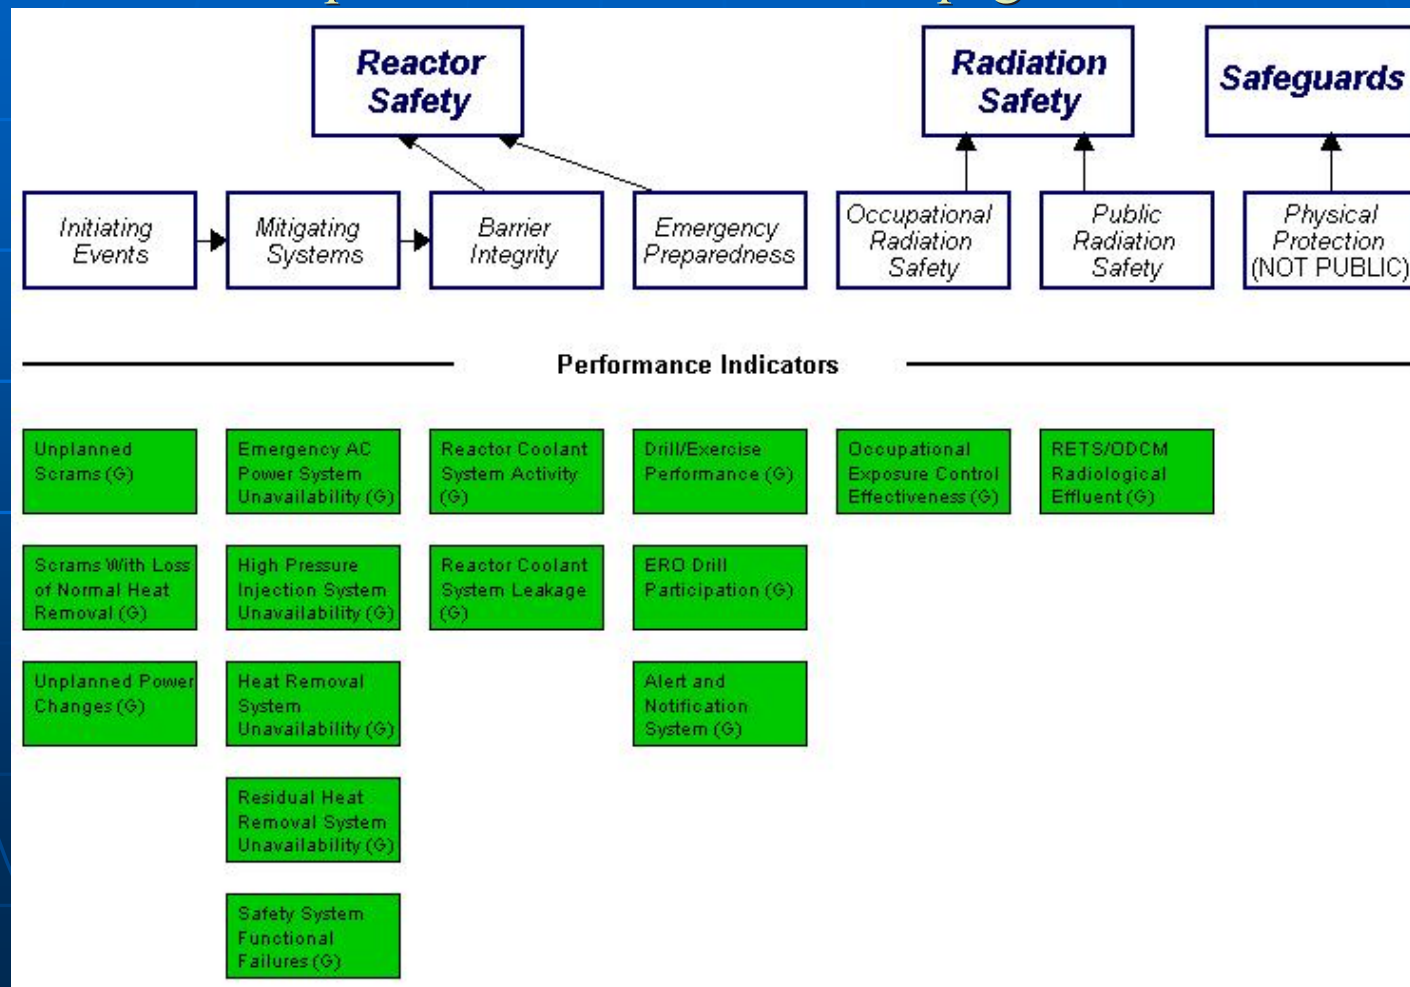 Reactor
Safety
Radiation
Safety
Safeguards
Initiating
Events
Mitigating
Systems
Barrier
Integrity
Emergency
Preparedness
Occupational
Radiation
Safety
Public
Radiation
Safety
Physical
Protection
(NOT PUBLIC)
Performance Indicators
Unplanned
Scrams (G)
Emergency AC
Power System
Unavailability (G)
Reactor Coolant
System Activity
(G)
Drill/Exercise
Performance (G)
Occupational
Exposure Control
Effectiveness (G)
RETS/ODCM
Radiological
Effluent (G)
Scrams With Loss
of Normal Heat
Removal (G)
High Pressure
Injection System
Unavailability (G)
Reactor Coolant
System Leakage
(G)
ERO Drill
Participation (G)
Unplanned Power
Changes (G)
Heat Removal
System
Unavailability (G)
Alert and
Notification
System (G)
Residual Heat
Removal System
Unavailability (G)
Safety System
Functional
Failures (G)